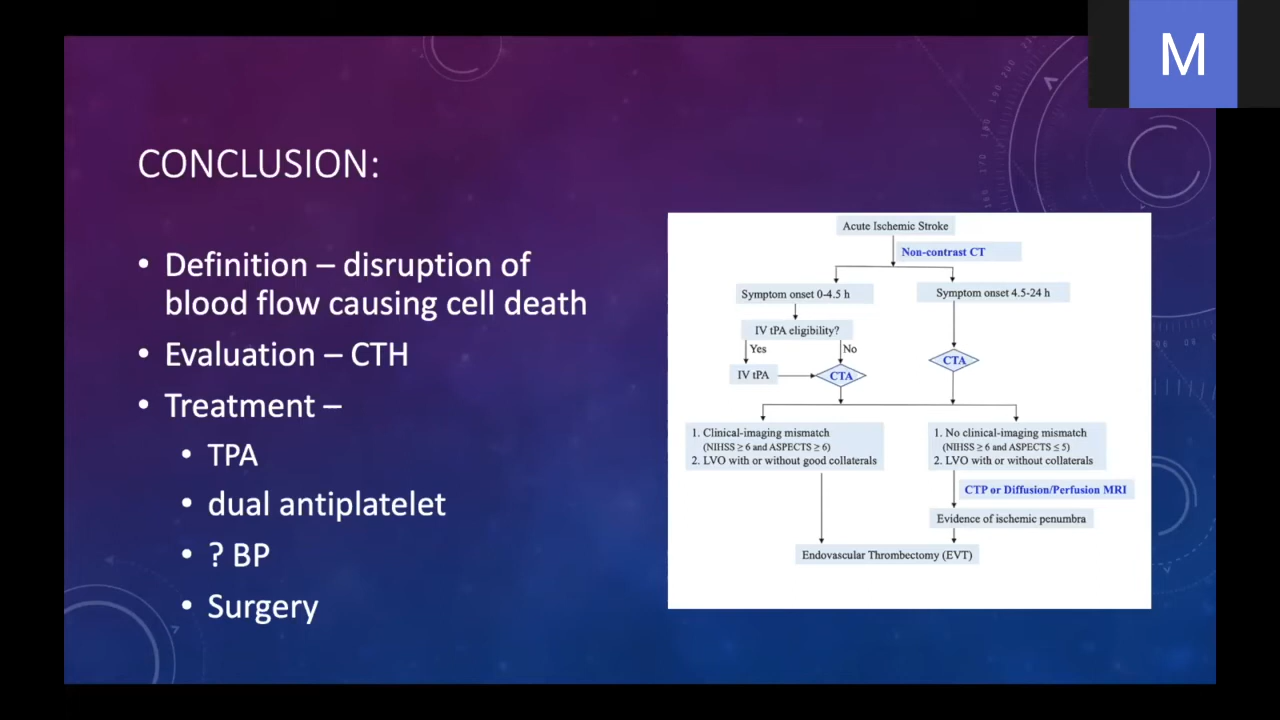 M
CONCLUSION:
• Definition – disruption of
blood flow causing cell death
• Evaluation – CTH
• Treatment –
• TPA
• dual antiplatelet
• ? BP
• Surgery
Acute Ischemic Stroke
Non-contrast CT
Symptom onset 0-4.5 h
Symptom onset 4.5-24 h
IV tPA eligibility?
Yes
No
IV tPA
CTA
CTA
1. Clinical-imaging mismatch
(NIHSS ≥ 6 and ASPECTS ≥ 6)
2. LVO with or without good collaterals
1. No clinical-imaging mismatch
(NIHSS ≥ 6 and ASPECTS ≤ 5)
2. LVO with or without collaterals
CTP or Diffusion/Perfusion MRI
Evidence of ischemic penumbra
Endovascular Thrombectomy (EVT)